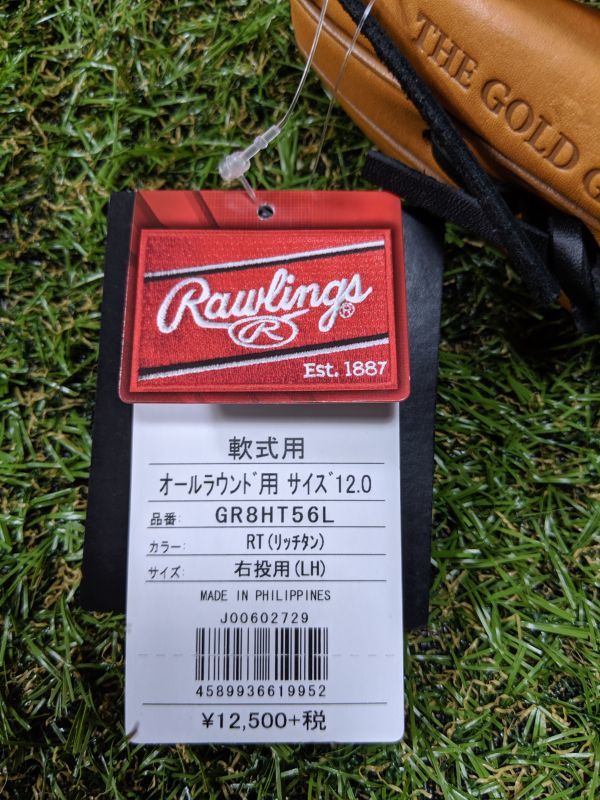 THE GOLD G
Rawlings
R
Est. 1887
軟式用
オールラウンド用 サイズ12.0
品番: GR8HT56L
カラー: RT(リッチタン)
サイズ: 右投用(LH)
MADE IN PHILIPPINES
J00602729
4589936619952
¥12,500+税